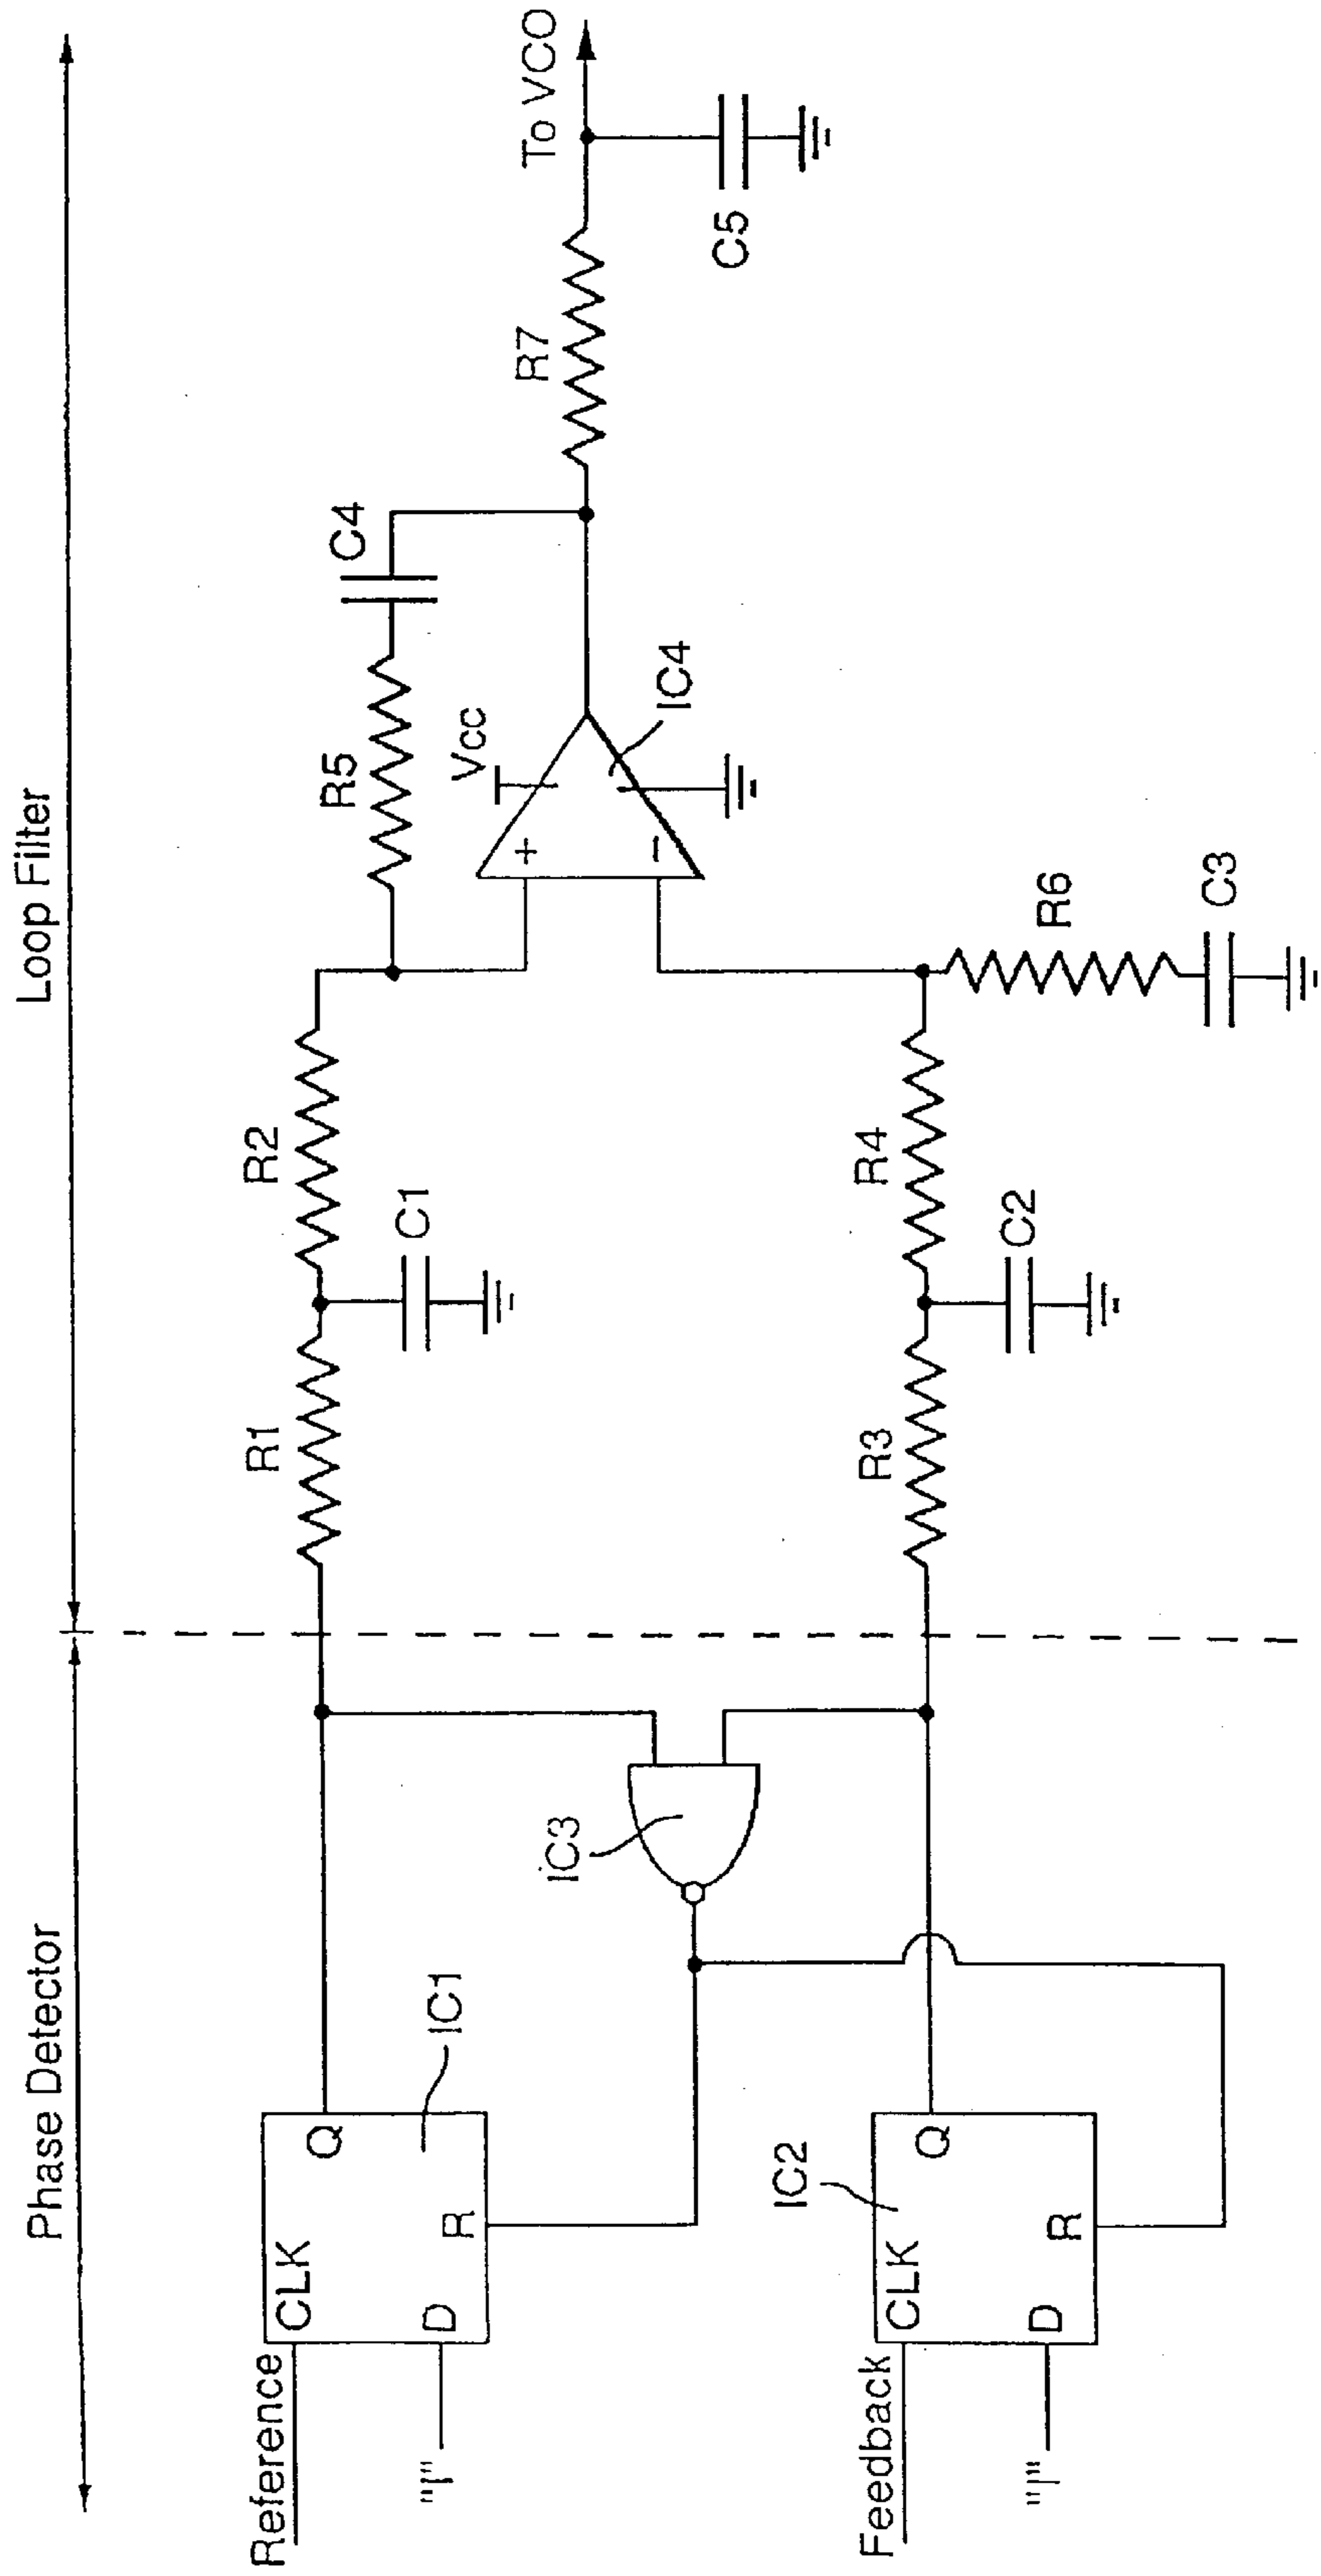 Phase Detector
Loop Filter
Reference
CLK
Q
"1"
D
R
IC1
Feedback
CLK
Q
"1"
D
R
IC2
IC3
R1
C1
R2
R3
C2
R4
R5
C4
Vcc
+
−
IC4
R6
C3
R7
C5
To VCO